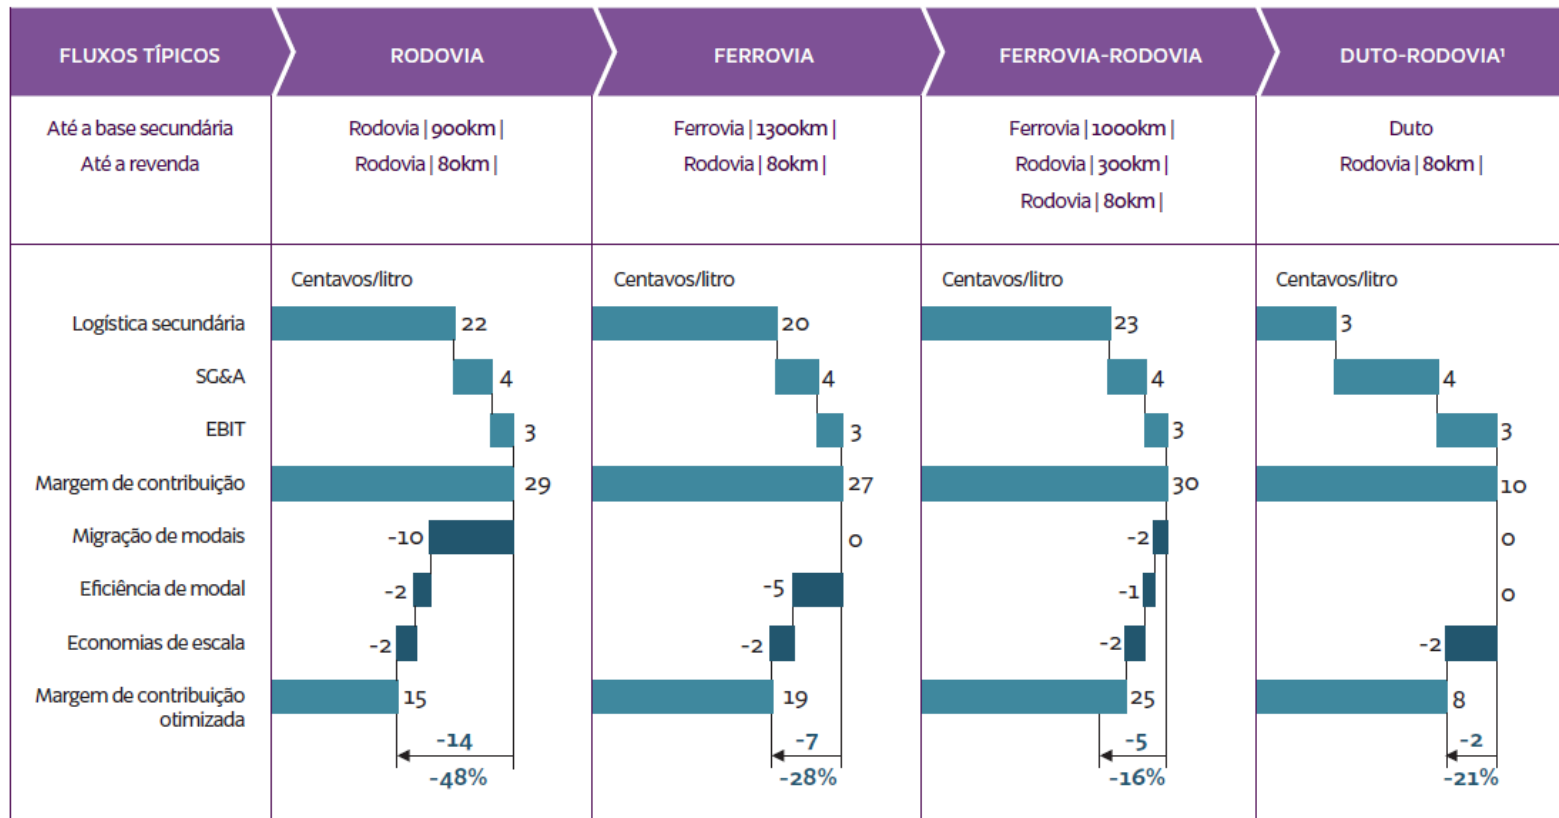 FLUXOS TÍPICOS
RODOVIA
FERROVIA
FERROVIA-RODOVIA
DUTO-RODOVIA¹
Até a base secundária
Até a revenda
Rodovia | 900km |
Rodovia | 80km |
Ferrovia | 1300km |
Rodovia | 80km |
Ferrovia | 1000km |
Rodovia | 300km |
Rodovia | 80km |
Duto
Rodovia | 80km |
Centavos/litro
Centavos/litro
Centavos/litro
Centavos/litro
Logística secundária
22
20
23
3
SG&A
4
4
4
4
EBIT
3
3
3
3
Margem de contribuição
29
27
30
10
Migração de modais
-10
0
-2
0
Eficiência de modal
-2
-5
-1
0
Economias de escala
-2
-2
-2
-2
Margem de contribuição
otimizada
15
19
25
8
-14
-7
-5
-2
-48%
-28%
-16%
-21%